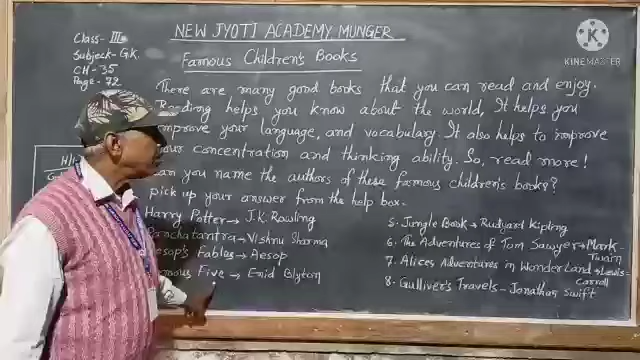 Class- III
Subject- G.K.
CH- 35
Page- 72
NEW JYOTI ACADEMY MUNGER
Famous Children's Books
KINEMASTER
There are many good books that you can read and enjoy.
Reading helps you know about the world, It helps you
improve your language, and vocabulary. It also helps to improve
your concentration and thinking ability. So, read more!
Can you name the authors of these famous children's books?
pick up your answer from the help box.
Harry Potter → J.K. Rowling
Panchatantra → Vishnu Sharma
Aesop's Fables → Aesop
Famous Five → Enid Blyton
5. Jungle Book → Rudyard Kipling
6. The Adventures of Tom Sawyer → Mark-
Twain
7. Alice's Adventures in Wonderland → Lewis-
Carroll
8. Gulliver's Travels - Jonathan Swift